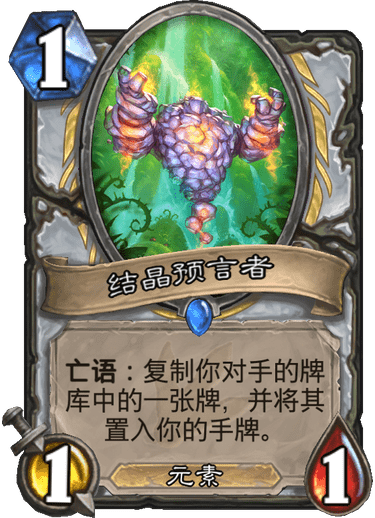 1
结晶预言者
亡语：复制你对手的牌
库中的一张牌，并将其
置入你的手牌。
元素
1
1